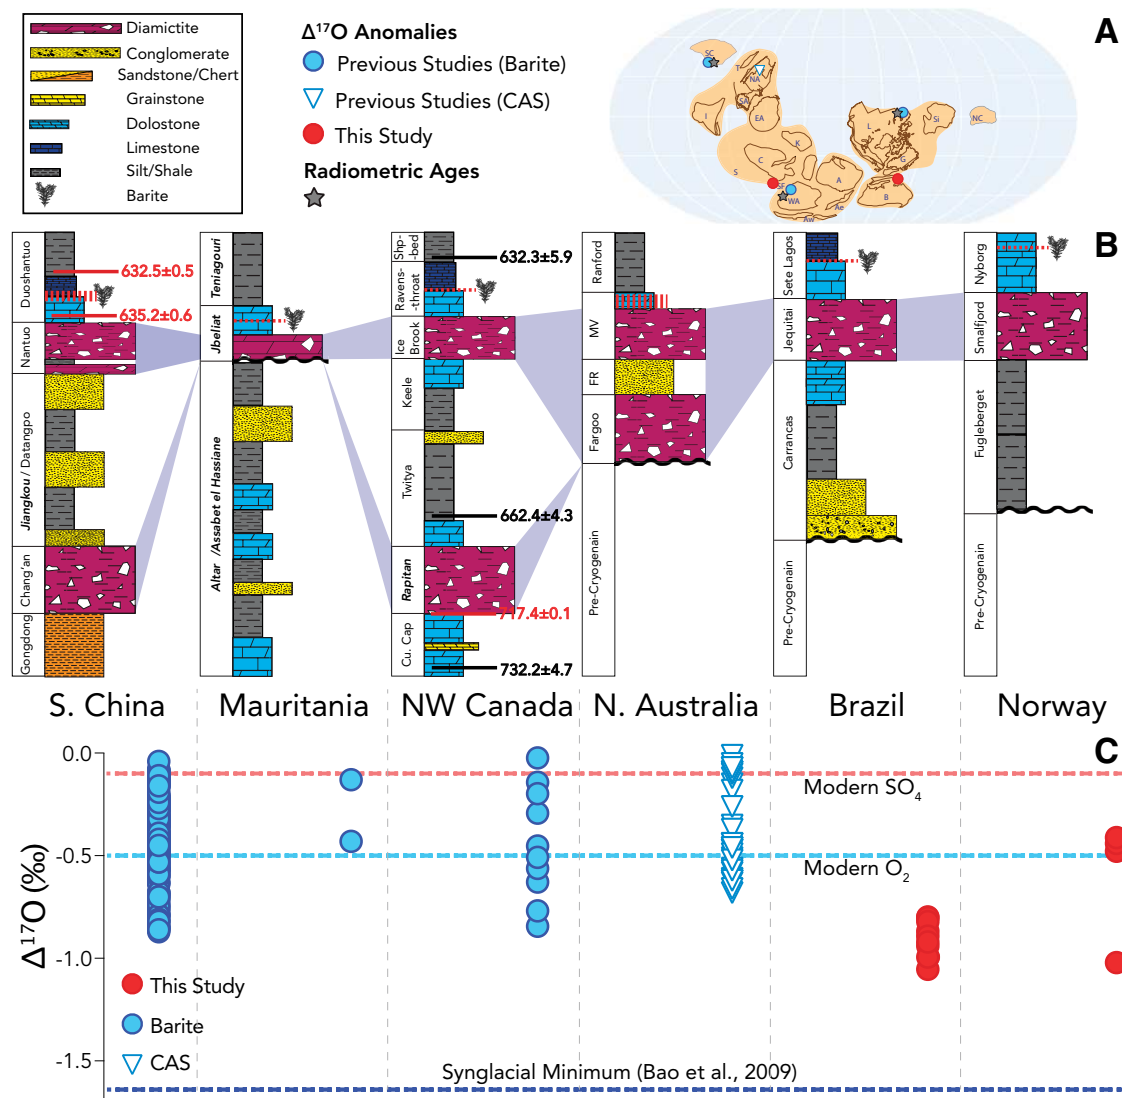 A
Diamictite
Conglomerate
Sandstone/Chert
Grainstone
Dolostone
Limestone
Silt/Shale
Barite
Δ¹⁷O Anomalies
Previous Studies (Barite)
Previous Studies (CAS)
This Study
Radiometric Ages
SC
T
NA
SA
I
EA
K
C
S
SF
WA
AW
A
Ae
L
G
B
Si
NC
B
Duoshantuo
Nantuo
Jiangkou / Datangpo
Chang'an
Gongdong
632.5±0.5
635.2±0.6
Teniagouri
Jbeliat
Altar /Assabet el Hassiane
Shp-
-bed
Ravens-
-throat
Ice
Brook
Keele
Twitya
Rapitan
Cu. Cap
632.3±5.9
662.4±4.3
717.4±0.1
732.2±4.7
Ranford
MV
FR
Fargoo
Pre-Cryogenain
Sete Lagos
Jequitai
Carrancas
Pre-Cryogenain
Nyborg
Smalfjord
Fugleberget
Pre-Cryogenain
S. China
Mauritania
NW Canada
N. Australia
Brazil
Norway
C
Δ¹⁷O (‰)
0.0
-0.5
-1.0
-1.5
Modern SO₄
Modern O₂
This Study
Barite
CAS
Synglacial Minimum (Bao et al., 2009)